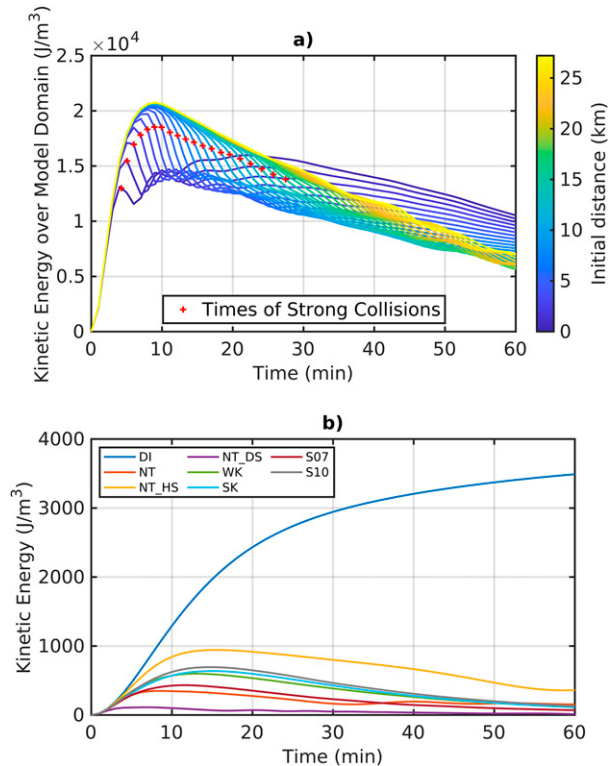 a)
×10⁴
Kinetic Energy over Model Domain (J/m³)
2.5
2.0
1.5
1.0
0.5
0
+ Times of Strong Collisions
0 10 20 30 40 50 60
Time (min)
25
20
15
10
5
0
Initial distance (km)
b)
Kinetic Energy (J/m³)
4000
3000
2000
1000
0
DI NT_DS S07
NT WK S10
NT_HS SK
0 10 20 30 40 50 60
Time (min)